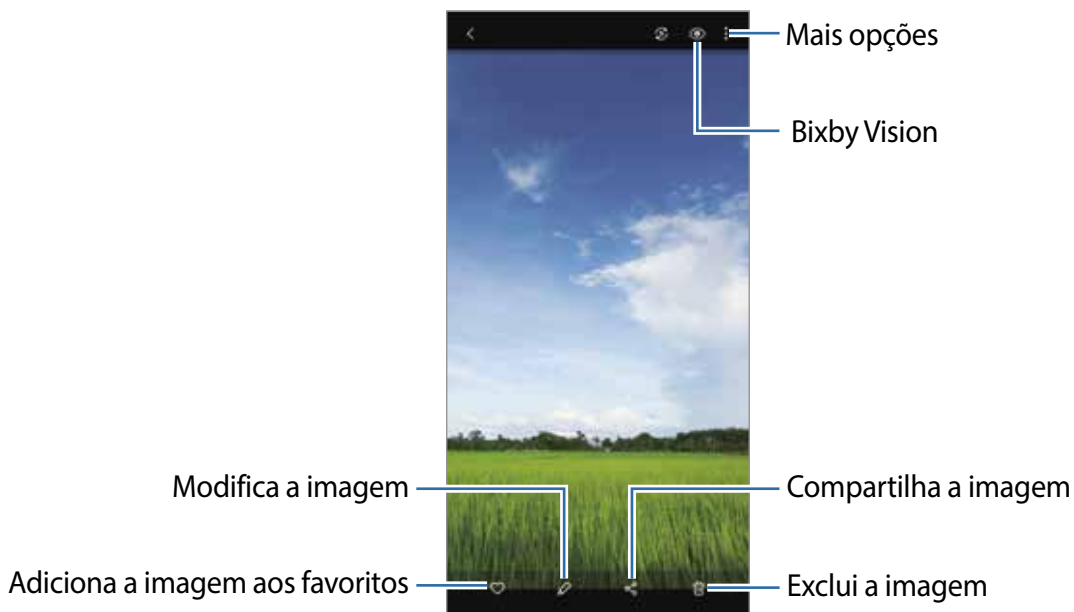 Mais opções
Bixby Vision
Modifica a imagem
Compartilha a imagem
Adiciona a imagem aos favoritos
Exclui a imagem